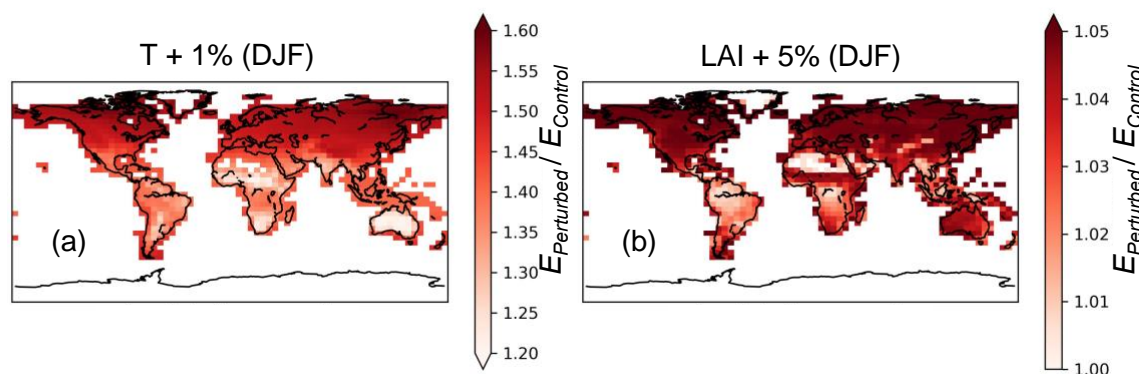 T + 1% (DJF)
(a)
1.60
1.55
1.50
1.45
1.40
1.35
1.30
1.25
1.20
E_Perturbed / E_Control
LAI + 5% (DJF)
(b)
1.05
1.04
1.03
1.02
1.01
1.00
E_Perturbed / E_Control